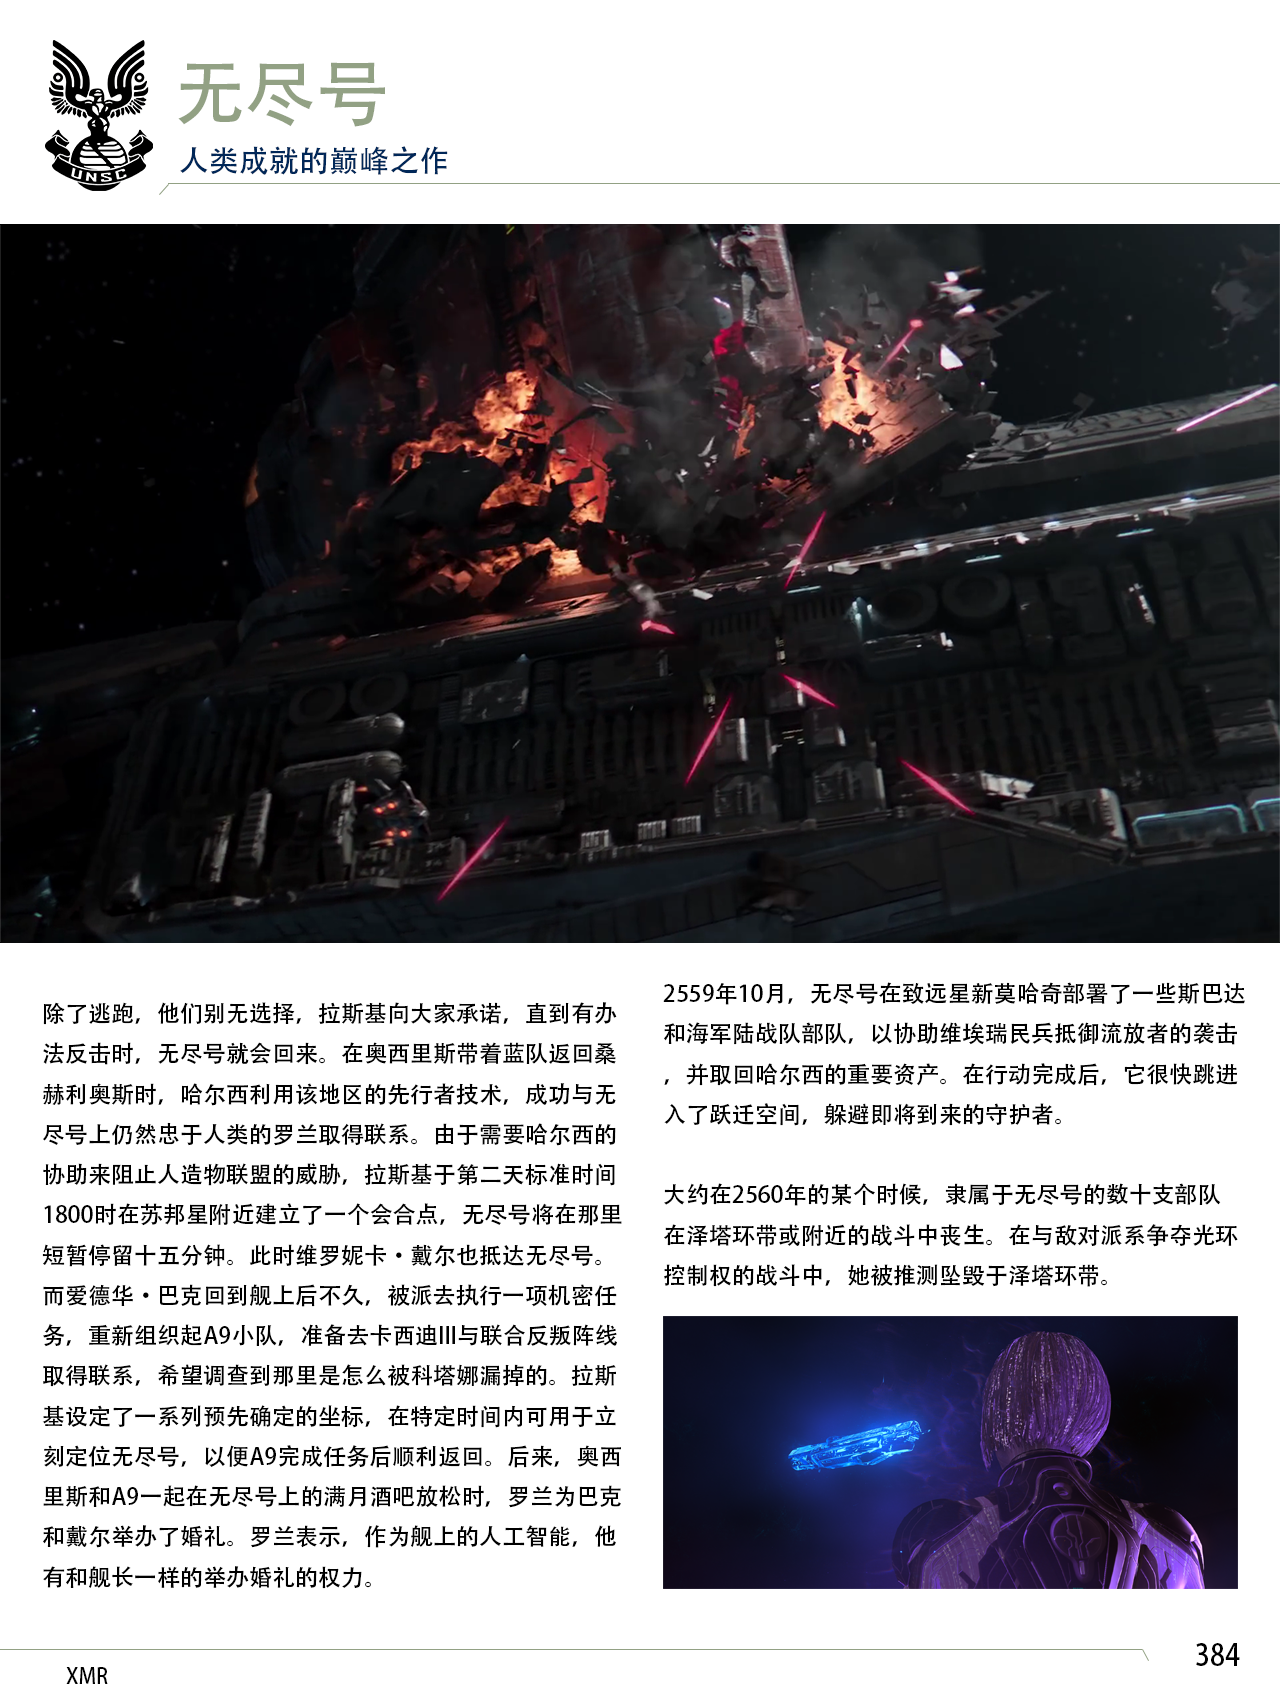 无尽号
人类成就的巅峰之作
UNSC
除了逃跑，他们别无选择，拉斯基向大家承诺，直到有办
法反击时，无尽号就会回来。在奥西里斯带着蓝队返回桑
赫利奥斯时，哈尔西利用该地区的先行者技术，成功与无
尽号上仍然忠于人类的罗兰取得联系。由于需要哈尔西的
协助来阻止人造物联盟的威胁，拉斯基于第二天标准时间
1800时在苏邦星附近建立了一个会合点，无尽号将在那里
短暂停留十五分钟。此时维罗妮卡·戴尔也抵达无尽号。
而爱德华·巴克回到舰上后不久，被派去执行一项机密任
务，重新组织起A9小队，准备去卡西迪III与联合反叛阵线
取得联系，希望调查到那里是怎么被科塔娜漏掉的。拉斯
基设定了一系列预先确定的坐标，在特定时间内可用于立
刻定位无尽号，以便A9完成任务后顺利返回。后来，奥西
里斯和A9一起在无尽号上的满月酒吧放松时，罗兰为巴克
和戴尔举办了婚礼。罗兰表示，作为舰上的人工智能，他
有和舰长一样的举办婚礼的权力。
2559年10月，无尽号在致远星新莫哈奇部署了一些斯巴达
和海军陆战队部队，以协助维埃瑞民兵抵御流放者的袭击
，并取回哈尔西的重要资产。在行动完成后，它很快跳进
入了跃迁空间，躲避即将到来的守护者。
大约在2560年的某个时候，隶属于无尽号的数十支部队
在泽塔环带或附近的战斗中丧生。在与敌对派系争夺光环
控制权的战斗中，她被推测坠毁于泽塔环带。
384
XMR